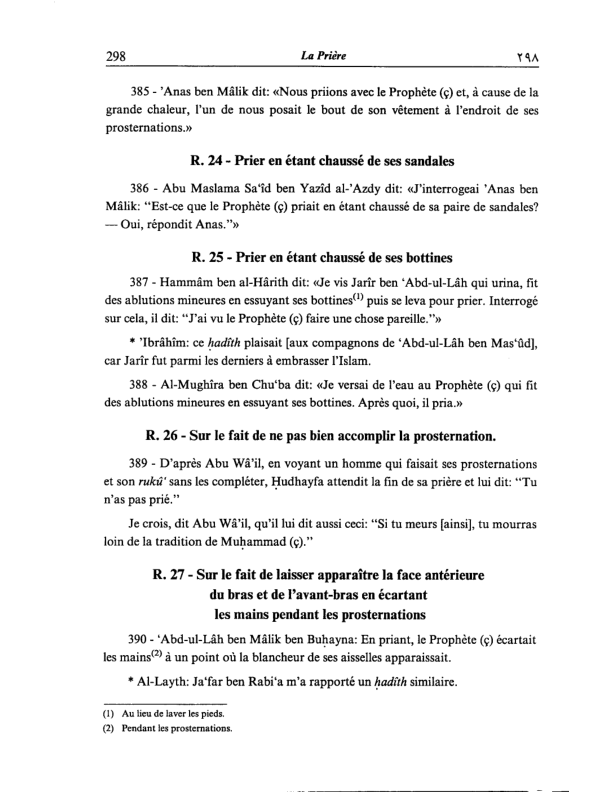 298 La Prière ٢٩٨
385 - 'Anas ben Mâlik dit: «Nous priions avec le Prophète (ç) et, à cause de la
grande chaleur, l'un de nous posait le bout de son vêtement à l'endroit de ses
prosternations.»
R. 24 - Prier en étant chaussé de ses sandales
386 - Abu Maslama Sa'îd ben Yazîd al-'Azdy dit: «J'interrogeai 'Anas ben
Mâlik: “Est-ce que le Prophète (ç) priait en étant chaussé de sa paire de sandales?
— Oui, répondit Anas.”»
R. 25 - Prier en étant chaussé de ses bottines
387 - Hammâm ben al-Hârith dit: «Je vis Jarîr ben ‘Abd-ul-Lâh qui urina, fit
des ablutions mineures en essuyant ses bottines(1) puis se leva pour prier. Interrogé
sur cela, il dit: “J'ai vu le Prophète (ç) faire une chose pareille.”»
* 'Ibrâhîm: ce ḥadîth plaisait [aux compagnons de ‘Abd-ul-Lâh ben Mas‘ûd],
car Jarîr fut parmi les derniers à embrasser l'Islam.
388 - Al-Mughîra ben Chu‘ba dit: «Je versai de l'eau au Prophète (ç) qui fit
des ablutions mineures en essuyant ses bottines. Après quoi, il pria.»
R. 26 - Sur le fait de ne pas bien accomplir la prosternation.
389 - D'après Abu Wâ'il, en voyant un homme qui faisait ses prosternations
et son rukû' sans les compléter, Ḥudhayfa attendit la fin de sa prière et lui dit: “Tu
n'as pas prié.”
Je crois, dit Abu Wâ'il, qu'il lui dit aussi ceci: “Si tu meurs [ainsi], tu mourras
loin de la tradition de Muḥammad (ç).”
R. 27 - Sur le fait de laisser apparaître la face antérieure
du bras et de l'avant-bras en écartant
les mains pendant les prosternations
390 - ‘Abd-ul-Lâh ben Mâlik ben Buḥayna: En priant, le Prophète (ç) écartait
les mains(2) à un point où la blancheur de ses aisselles apparaissait.
* Al-Layth: Ja‘far ben Rabi‘a m'a rapporté un ḥadîth similaire.
(1) Au lieu de laver les pieds.
(2) Pendant les prosternations.